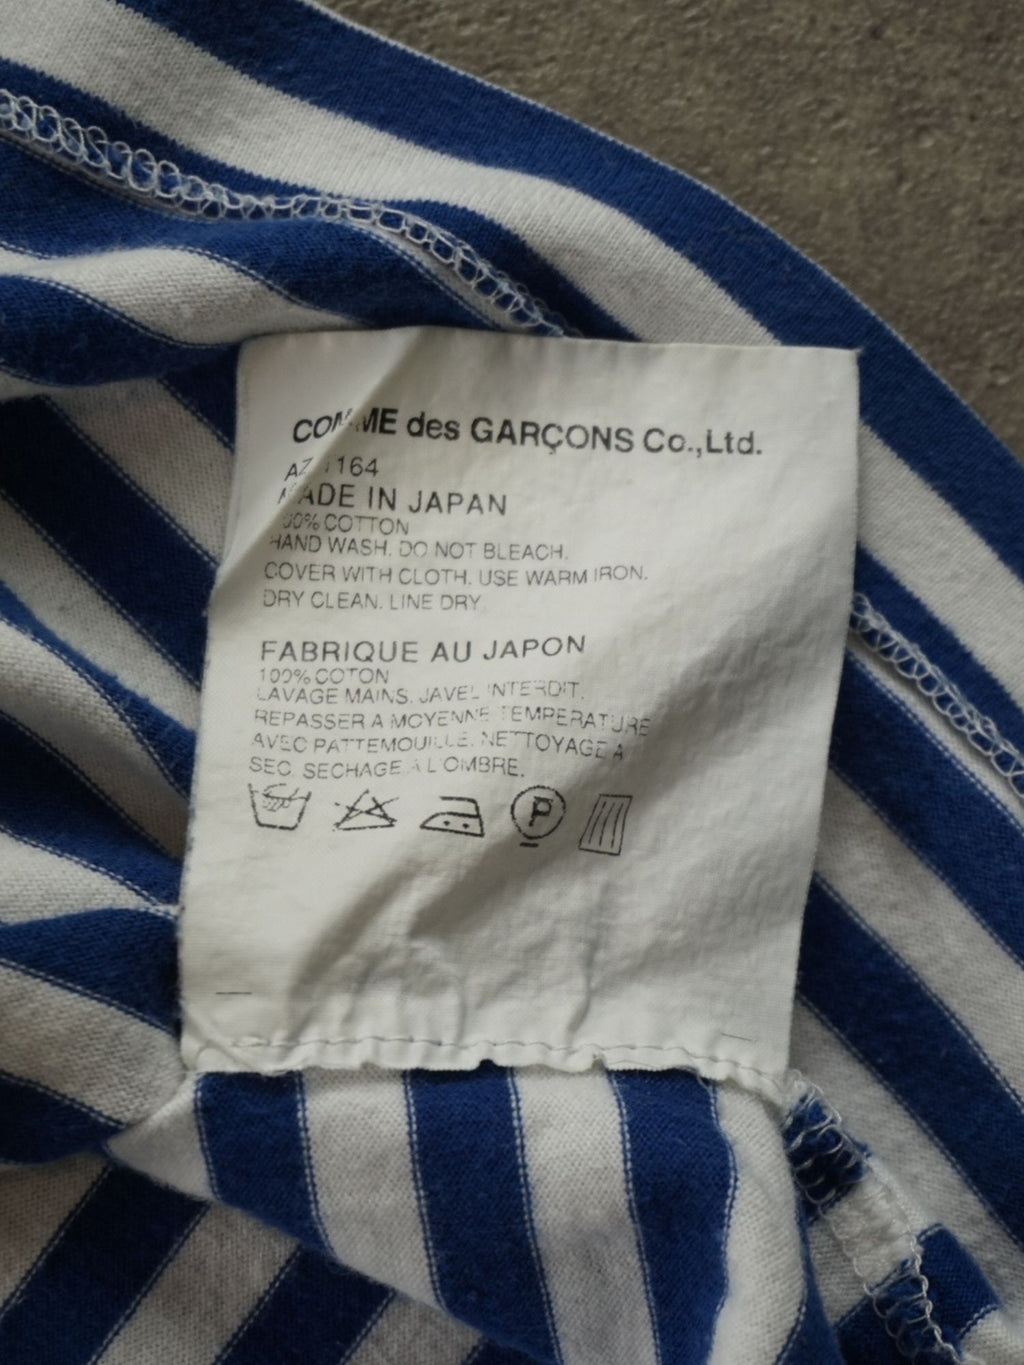 COMME des GARÇONS Co.,Ltd.
MADE IN JAPAN
100% COTTON
HAND WASH. DO NOT BLEACH.
COVER WITH CLOTH. USE WARM IRON.
DRY CLEAN. LINE DRY.
FABRIQUE AU JAPON
100% COTON
LAVAGE MAINS. JAVEL INTERDIT.
REPASSER A MOYENNE TEMPERATURE
AVEC PATTEMOUILLE. NETTOYAGE A
SEC. SECHAGE A L'OMBRE.
P